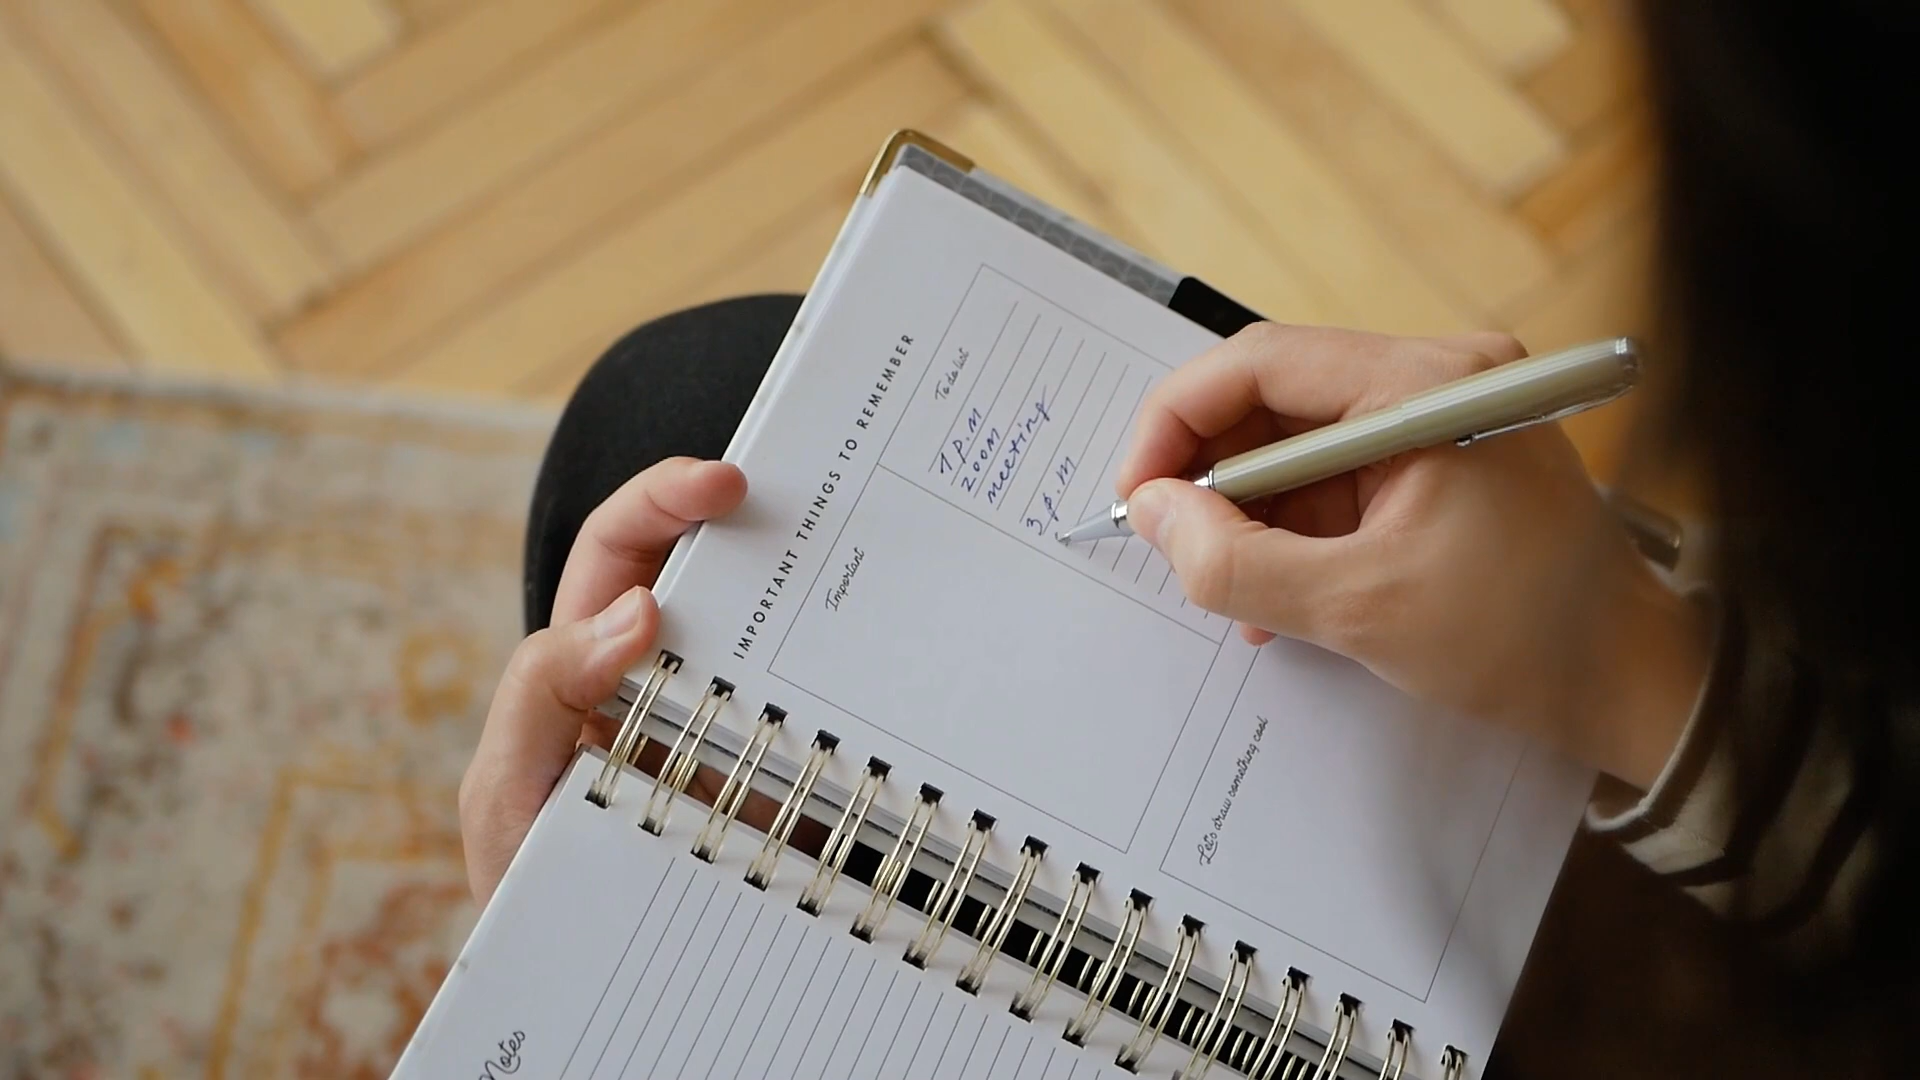 IMPORTANT THINGS TO REMEMBER
To do list
1 p.m
zoom
meeting
3 p.m
Important
Let's draw something cool
Notes